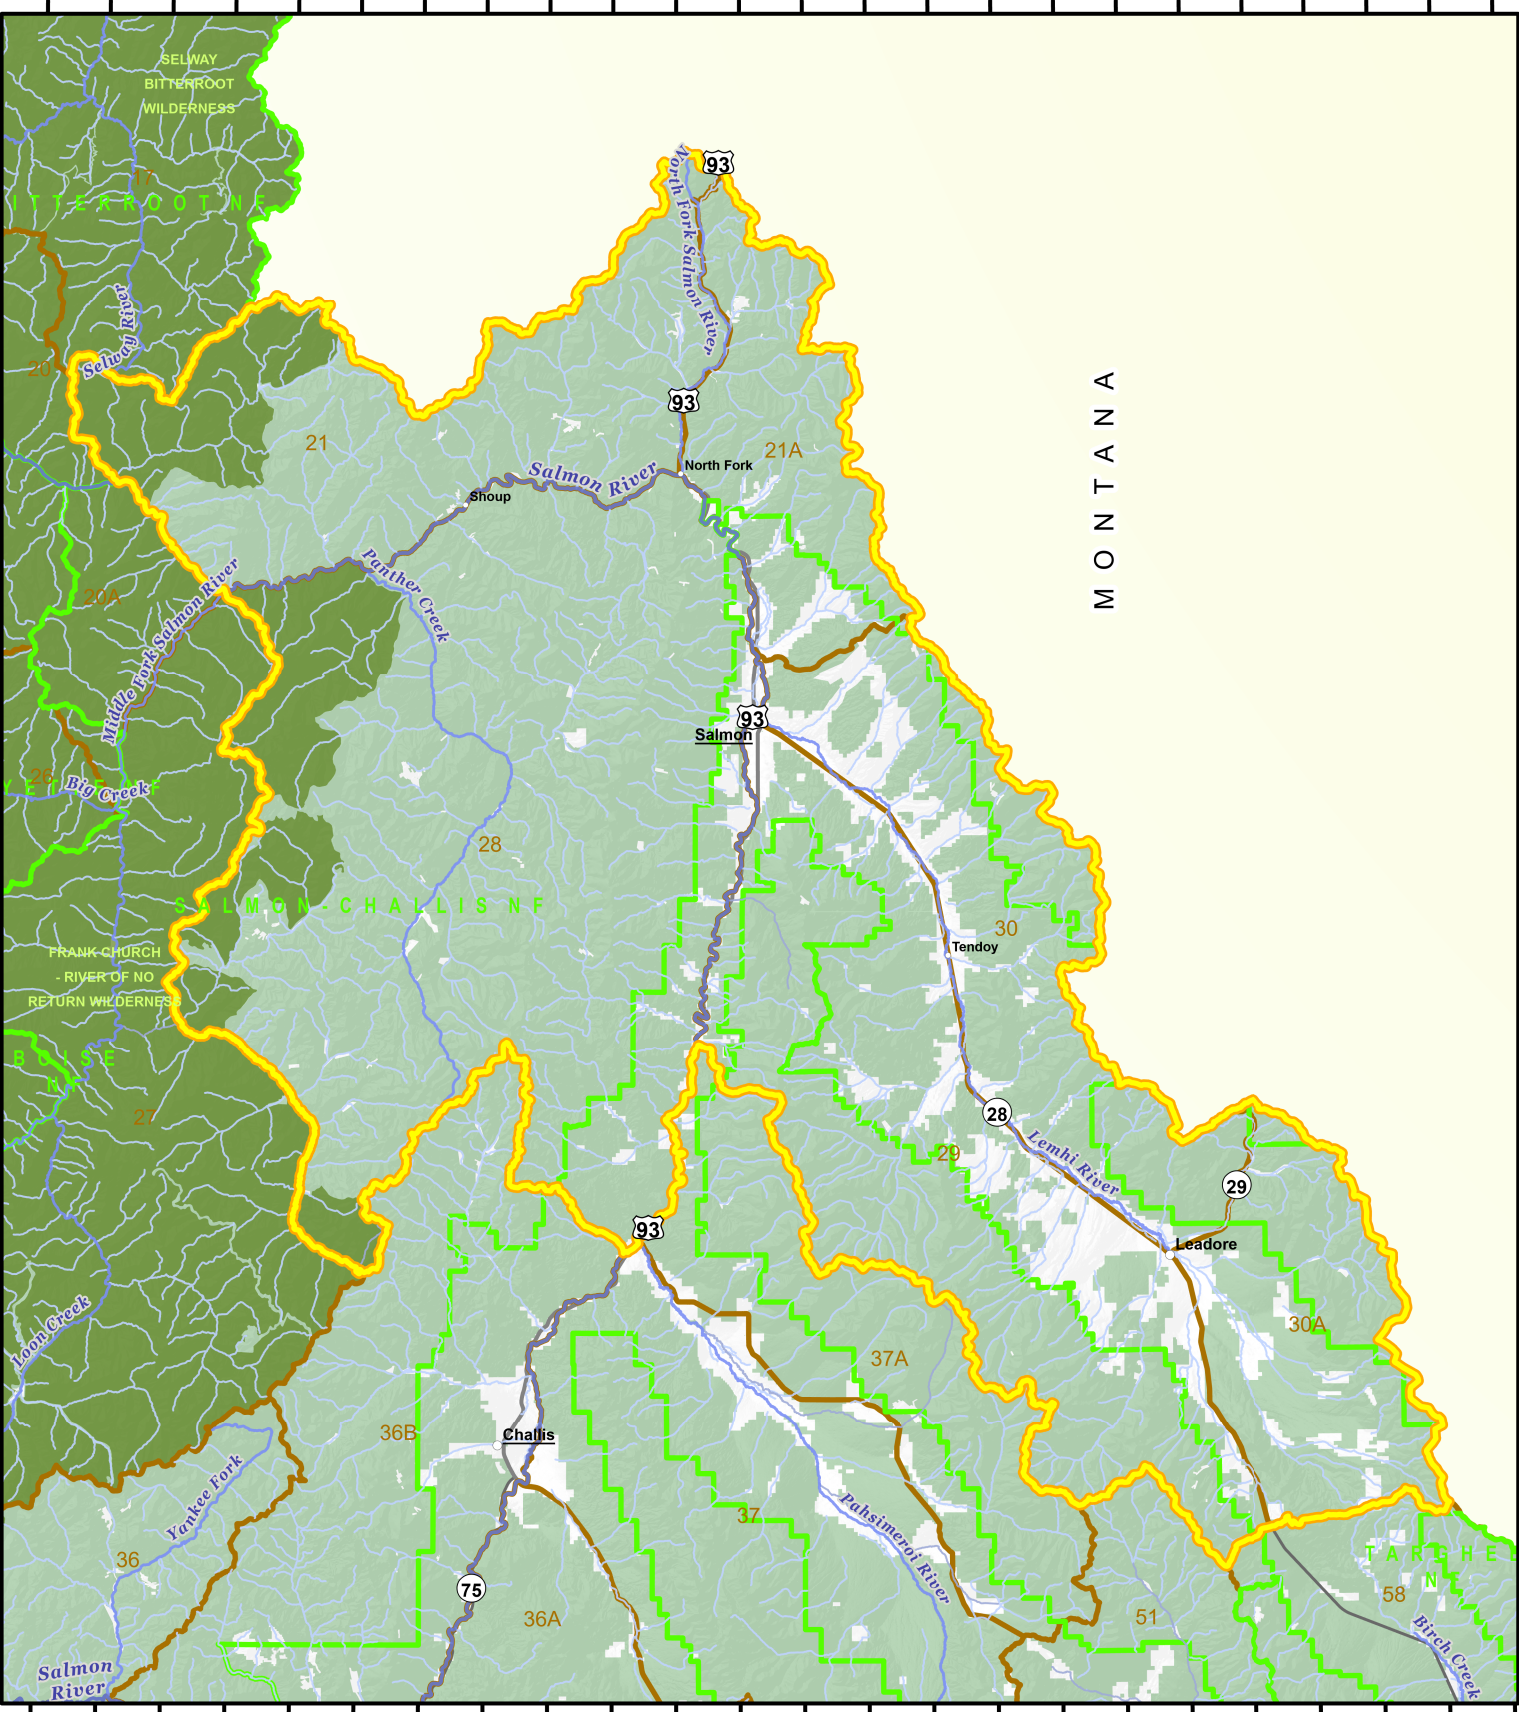 SELWAY
BITTERROOT
WILDERNESS
17
ITTERROOT NF
93
North Fork Salmon River
Selway River
20
93
MONTANA
21
21A
North Fork
Salmon River
Shoup
Panther Creek
20A
Middle Fork Salmon River
93
Salmon
26
YETTE NF
Big Creek
28
SALMON-CHALLIS NF
30
Tendoy
FRANK CHURCH
- RIVER OF NO
RETURN WILDERNESS
BOISE
NF
27
28
29
Lemhi River
29
93
Leadore
Loon Creek
30A
37A
36B
Challis
Yankee Fork
37
Pahsimeroi River
TARGHEE
NF
36
75
58
36A
51
Birch Creek
Salmon
River